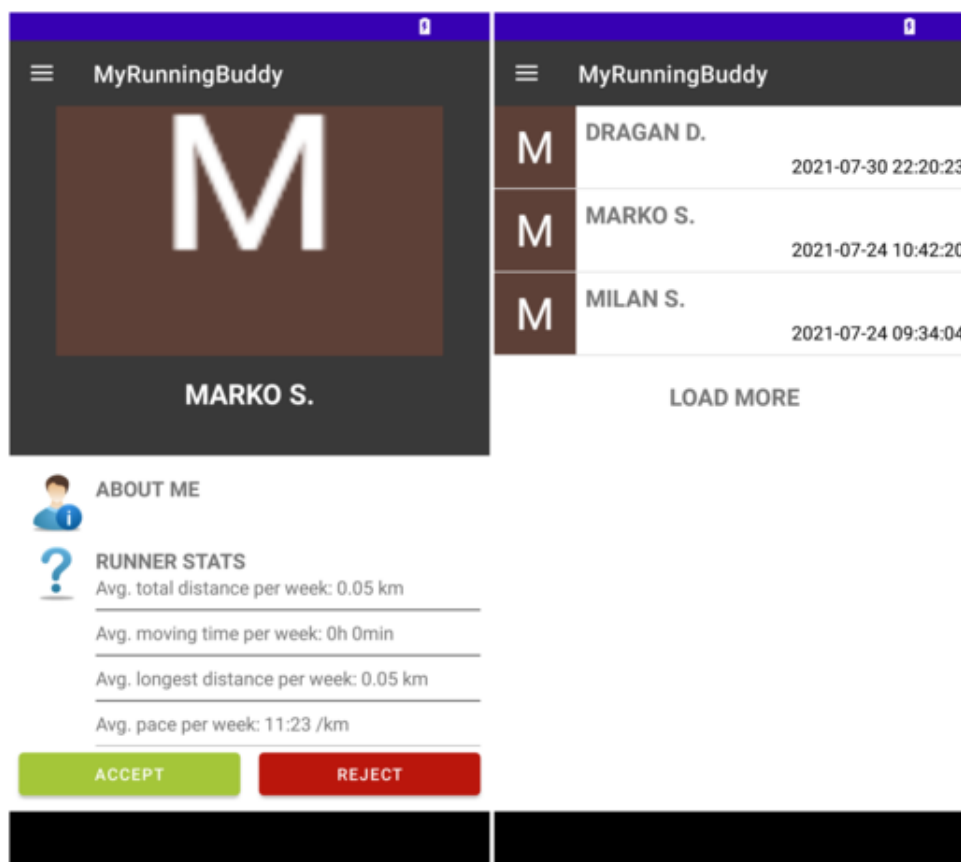 MyRunningBuddy
M
MARKO S.
ABOUT ME
RUNNER STATS
Avg. total distance per week: 0.05 km
Avg. moving time per week: 0h 0min
Avg. longest distance per week: 0.05 km
Avg. pace per week: 11:23 /km
ACCEPT
REJECT
MyRunningBuddy
M
DRAGAN D.
2021-07-30 22:20:23
M
MARKO S.
2021-07-24 10:42:20
M
MILAN S.
2021-07-24 09:34:04
LOAD MORE